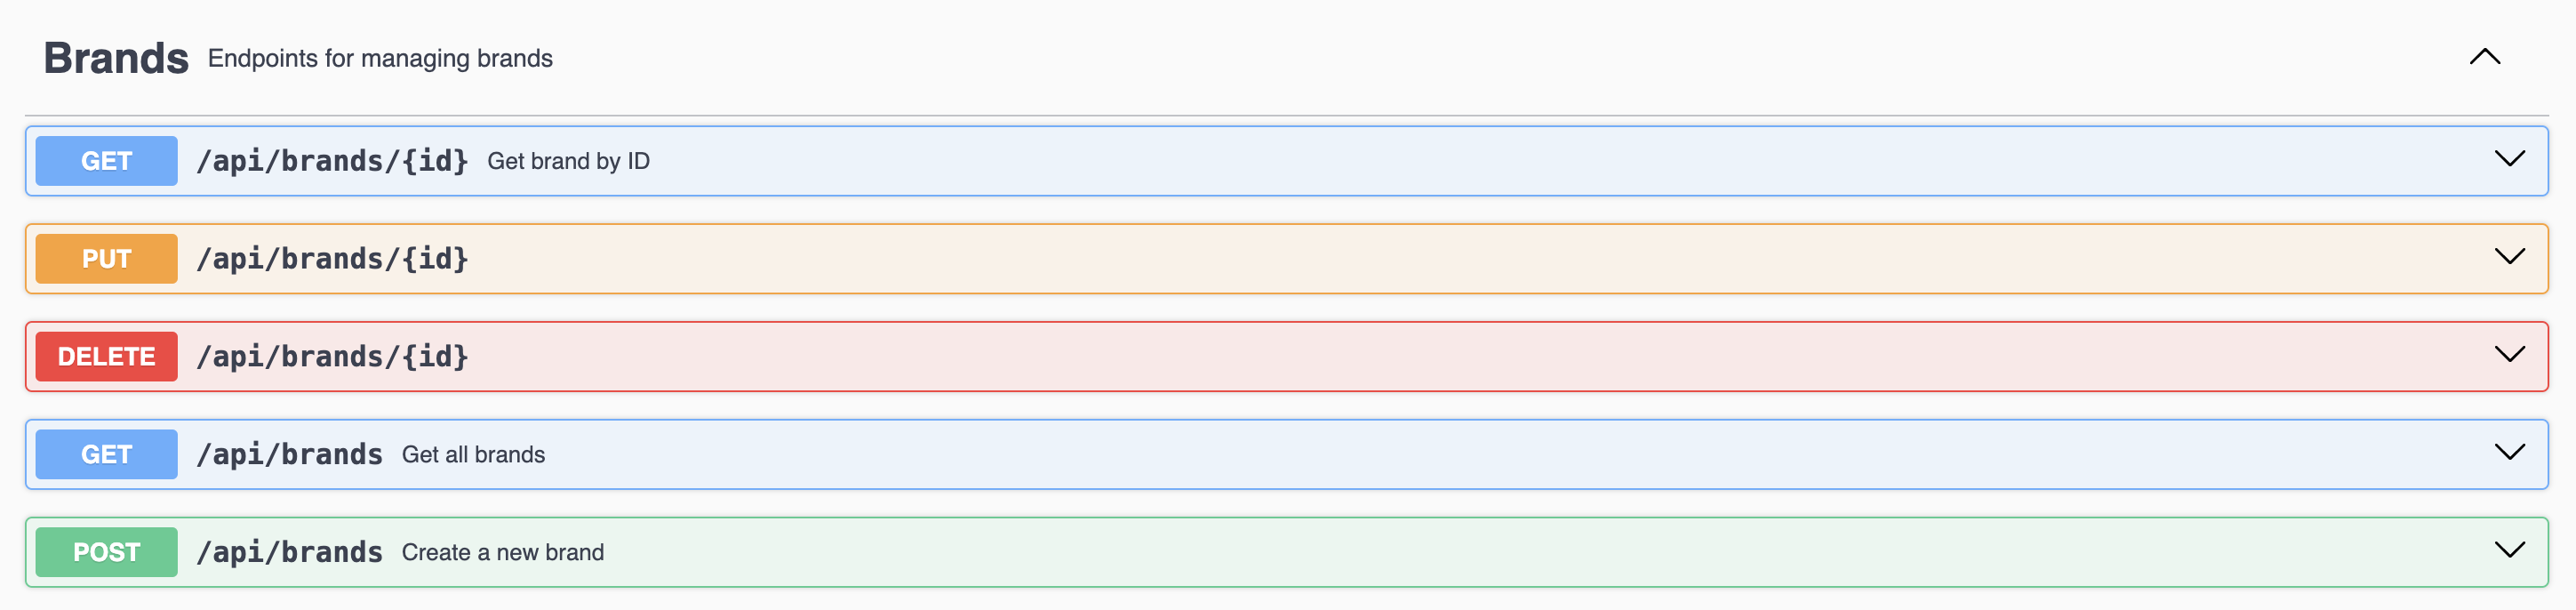 Brands Endpoints for managing brands
GET /api/brands/{id} Get brand by ID
PUT /api/brands/{id}
DELETE /api/brands/{id}
GET /api/brands Get all brands
POST /api/brands Create a new brand